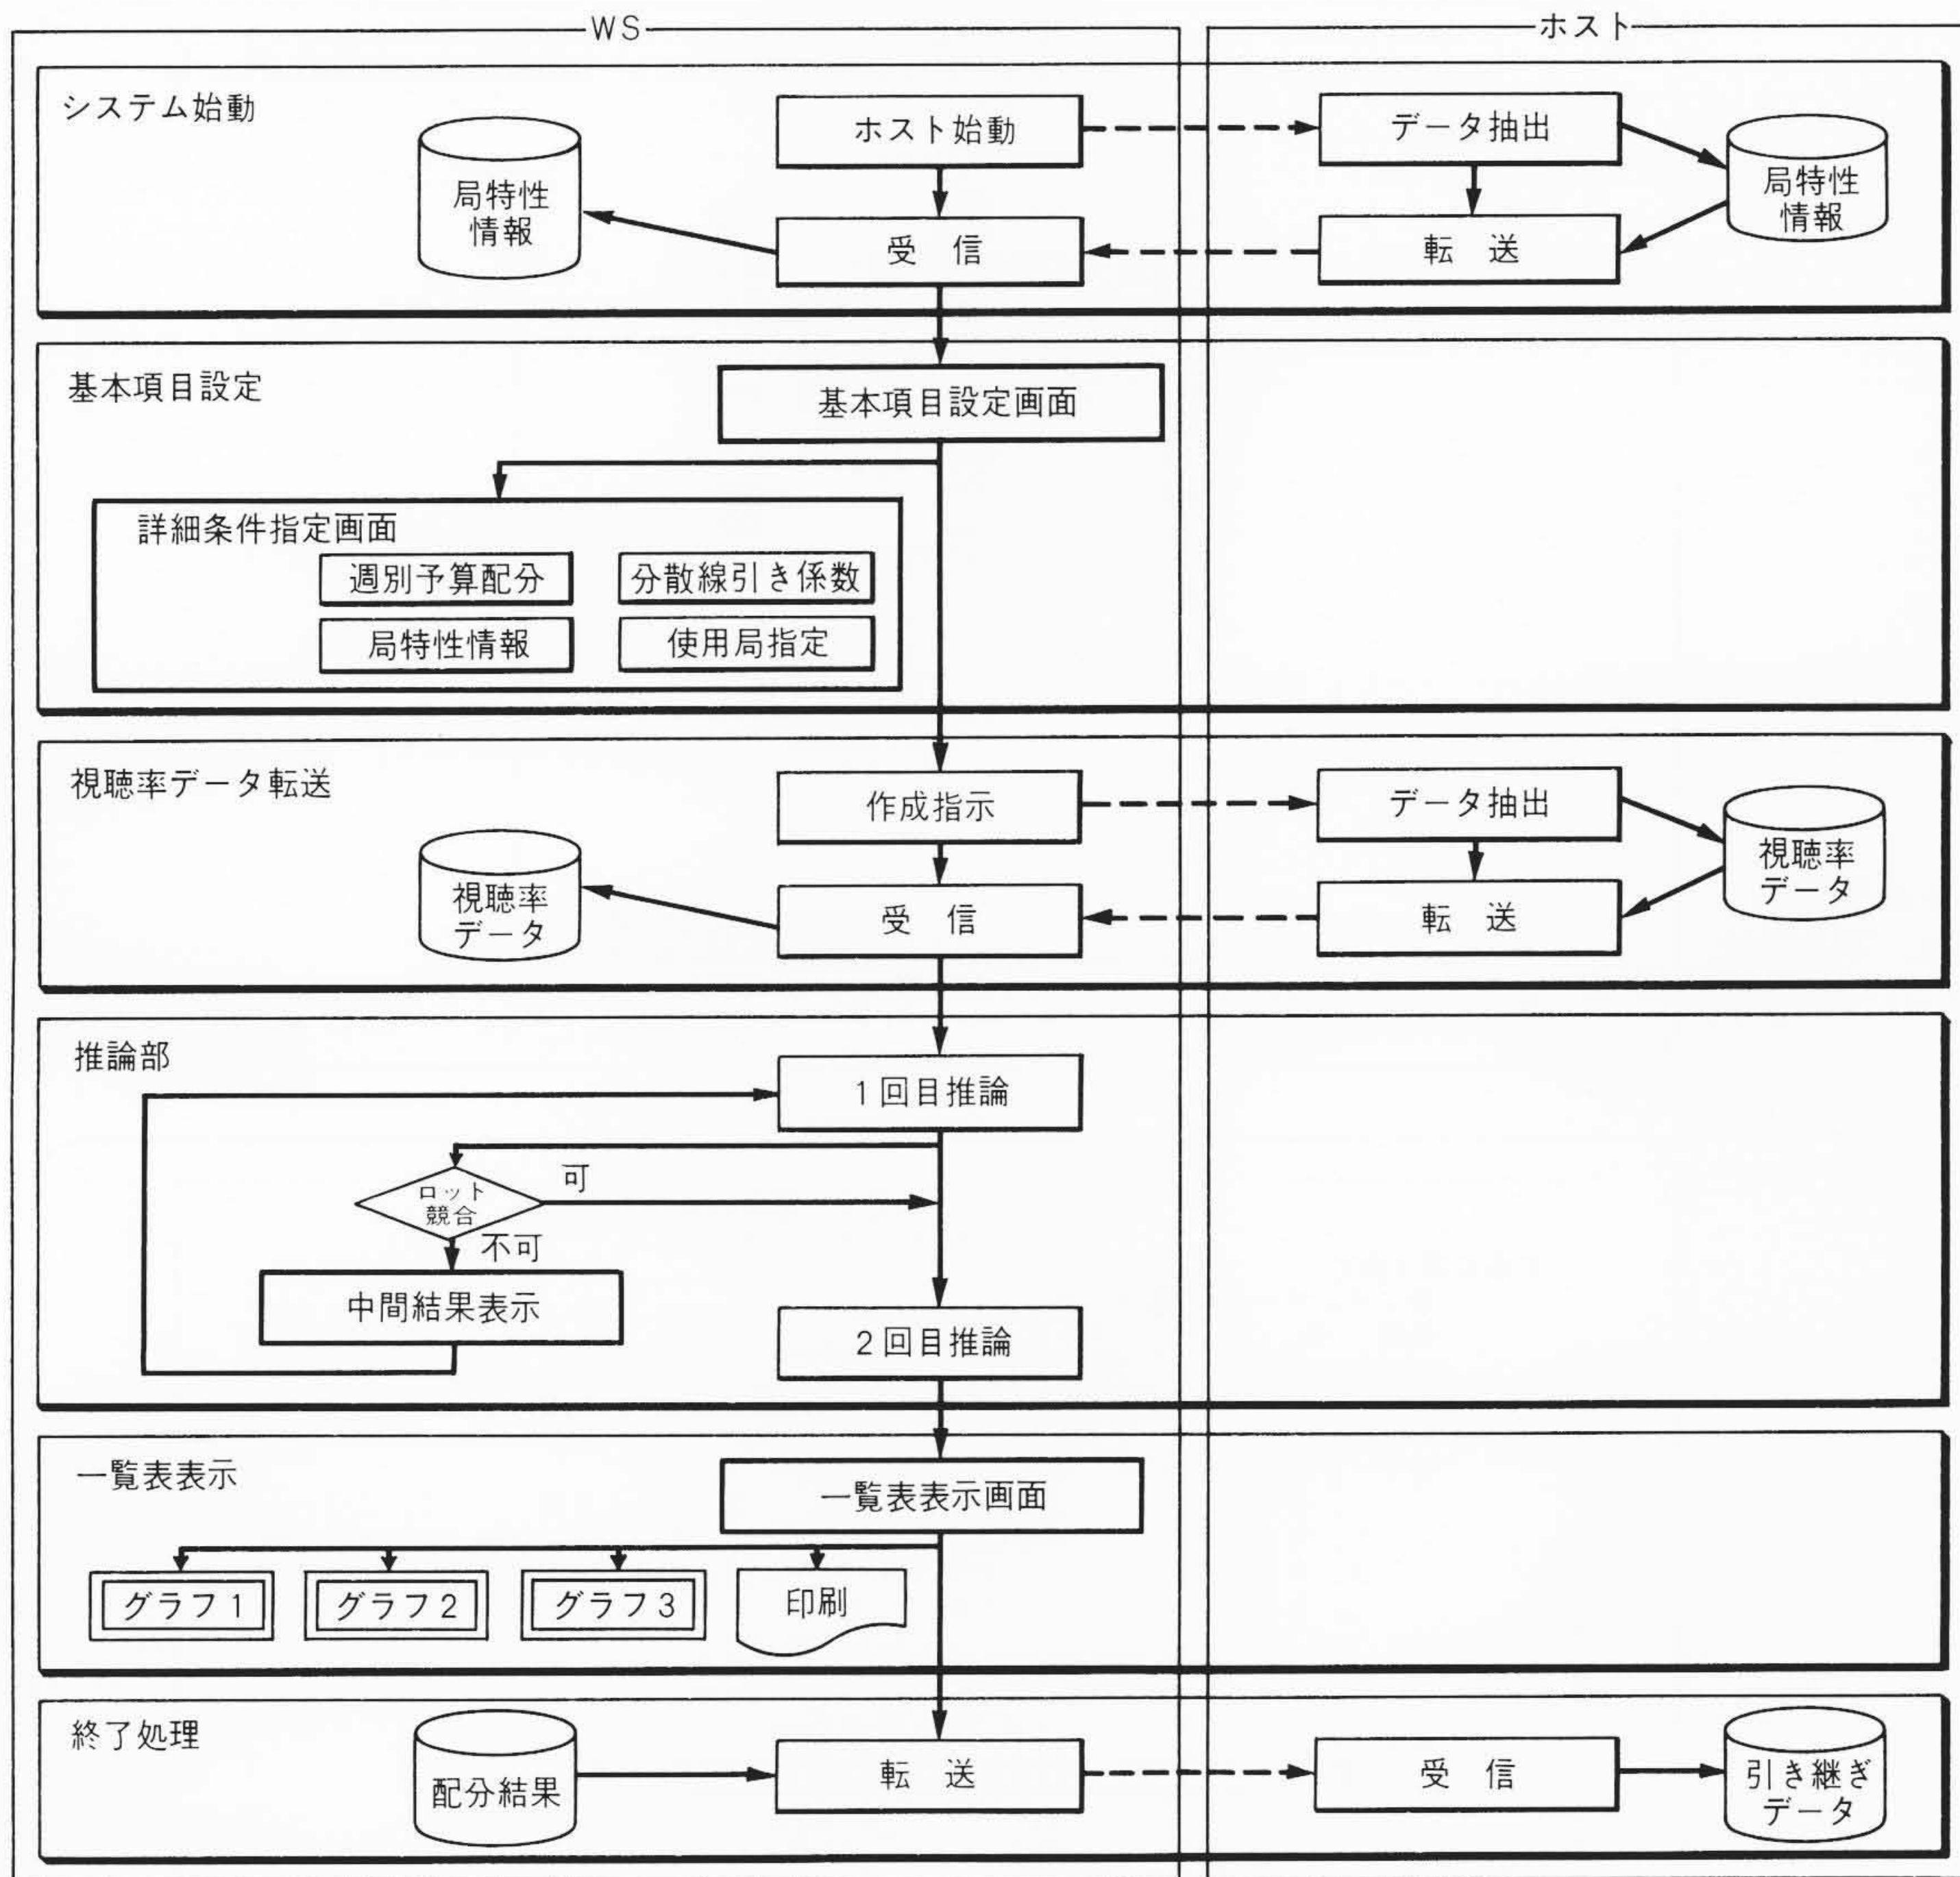 WS
ホスト
システム始動
ホスト始動
データ抽出
局特性
情報
局特性
情報
受 信
転 送
基本項目設定
基本項目設定画面
詳細条件指定画面
週別予算配分
分散線引き係数
局特性情報
使用局指定
視聴率データ転送
作成指示
データ抽出
視聴率
データ
視聴率
データ
受 信
転 送
推論部
1回目推論
ロット
競合
可
不可
中間結果表示
2回目推論
一覧表表示
一覧表表示画面
グラフ1
グラフ2
グラフ3
印刷
終了処理
配分結果
転 送
受 信
引き継ぎ
データ